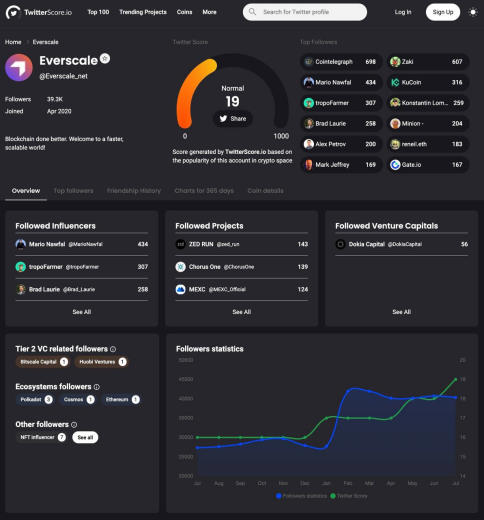 TwitterScore.io
Top 100
Trending Projects
Coins
More
Search for Twitter profile
Log In
Sign Up
Home > Everscale
Everscale
@Everscale_net
Followers 39.3K
Joined Apr 2020
Blockchain done better. Welcome to a faster,
scalable world!
Twitter Score
Normal
19
Share
0 1000
Score generated by TwitterScore.io based on
the popularity of this account in crypto space
Top Followers
Cointelegraph 698
Zaki 607
Mario Nawfal 434
KuCoin 316
tropoFarmer 307
Konstantin Lom... 259
Brad Laurie 258
Minion - 204
Alex Potrov 200
reneil.eth 183
Mark Jeffrey 169
Gate.io 167
Overview
Top followers
Friendship History
Charts for 365 days
Coin details
Followed Influencers
Mario Nawfal @MarioNawfal 434
tropoFarmer @tropoFarmer 307
Brad Laurie @Brad_Laurie 258
See All
Followed Projects
ZED RUN @zed_run 143
Chorus One @ChorusOne 139
MEXC @MEXC_Official 124
See All
Followed Venture Capitals
Dokia Capital @DokiaCapital 56
See All
Tier 2 VC related followers
Bitscale Capital 1
Huobi Ventures 1
Ecosystems followers
Polkadot 3
Cosmos 1
Ethereum 1
Other followers
NFT influencer 7
See all
Followers statistics
50000 20
45000 19
40000 18
35000 17
30000 16
25000 15
20000 14
Jul Aug Sep Oct Nov Dec Jan Feb Mar Apr May Jun Jul
Followers statistics
Twitter Score